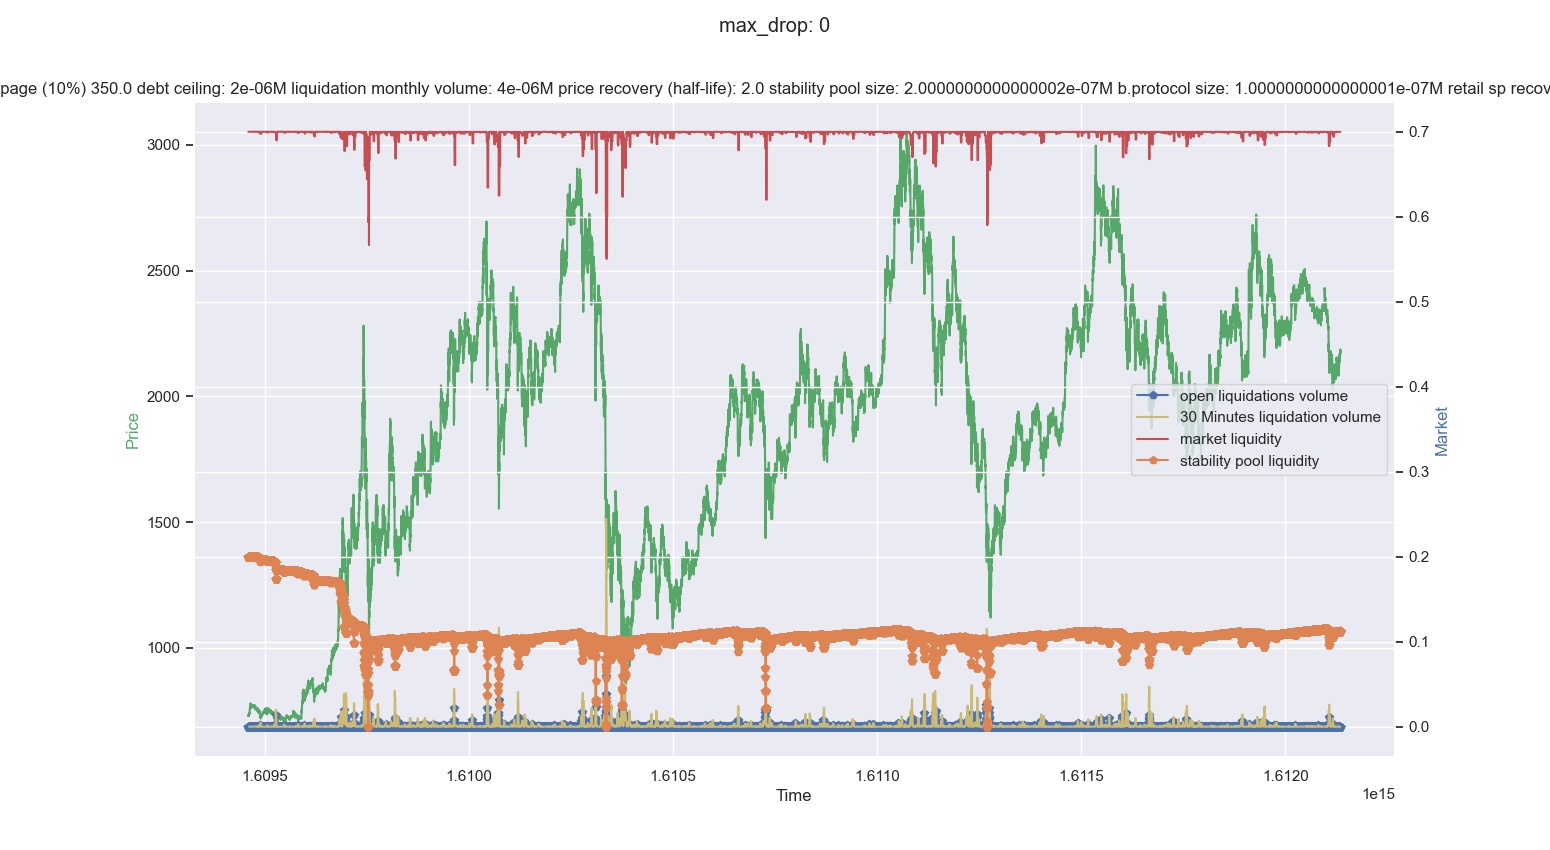 max_drop: 0
page (10%) 350.0 debt ceiling: 2e-06M liquidation monthly volume: 4e-06M price recovery (half-life): 2.0 stability pool size: 2.0000000000000002e-07M b.protocol size: 1.0000000000000001e-07M retail sp recov
3000
2500
2000
1500
1000
Price
0.7
0.6
0.5
0.4
0.3
0.2
0.1
0.0
Market
open liquidations volume
30 Minutes liquidation volume
market liquidity
stability pool liquidity
1.6095 1.6100 1.6105 1.6110 1.6115 1.6120
Time
1e15